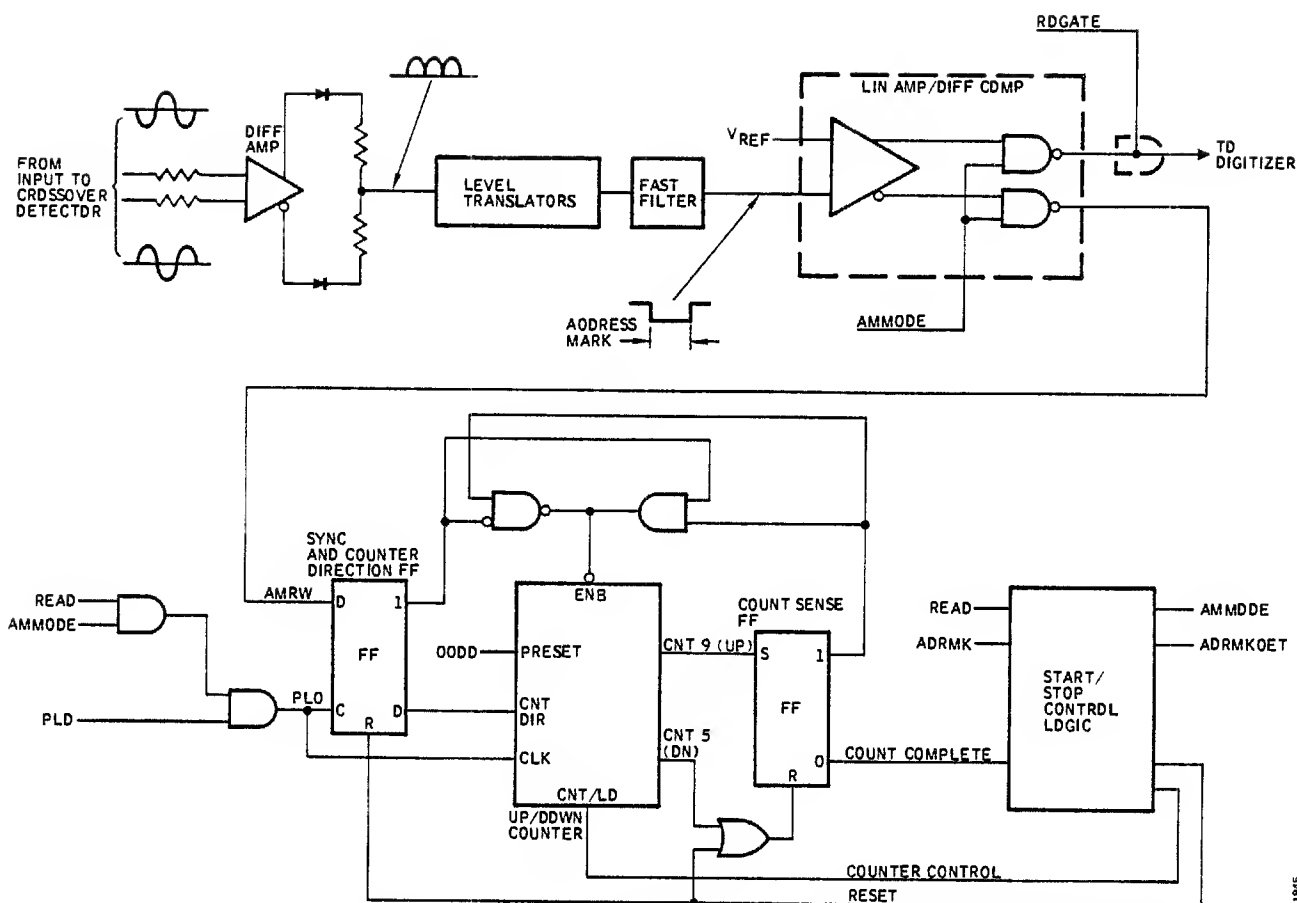 RDGATE
LIN AMP/DIFF CDMP
DIFF
AMP
VREF
FROM
INPUT TO
CRDSSOVER
DETECTDR
LEVEL
TRANSLATORS
FAST
FILTER
TD
DIGITIZER
AODRESS
MARK
AMMODE
SYNC
AND COUNTER
DIRECTION FF
AMRW
D
1
FF
C
D
R
READ
AMMODE
PLD
PLO
ENB
OODD
PRESET
CNT
DIR
CLK
CNT/LD
UP/DDWN
COUNTER
CNT 9 (UP)
CNT 5
(DN)
COUNT SENSE
FF
S
1
FF
0
R
COUNT COMPLETE
READ
ADRMK
START/
STOP
CONTRDL
LDGIC
AMMDDE
ADRMKOET
COUNTER CONTROL
RESET